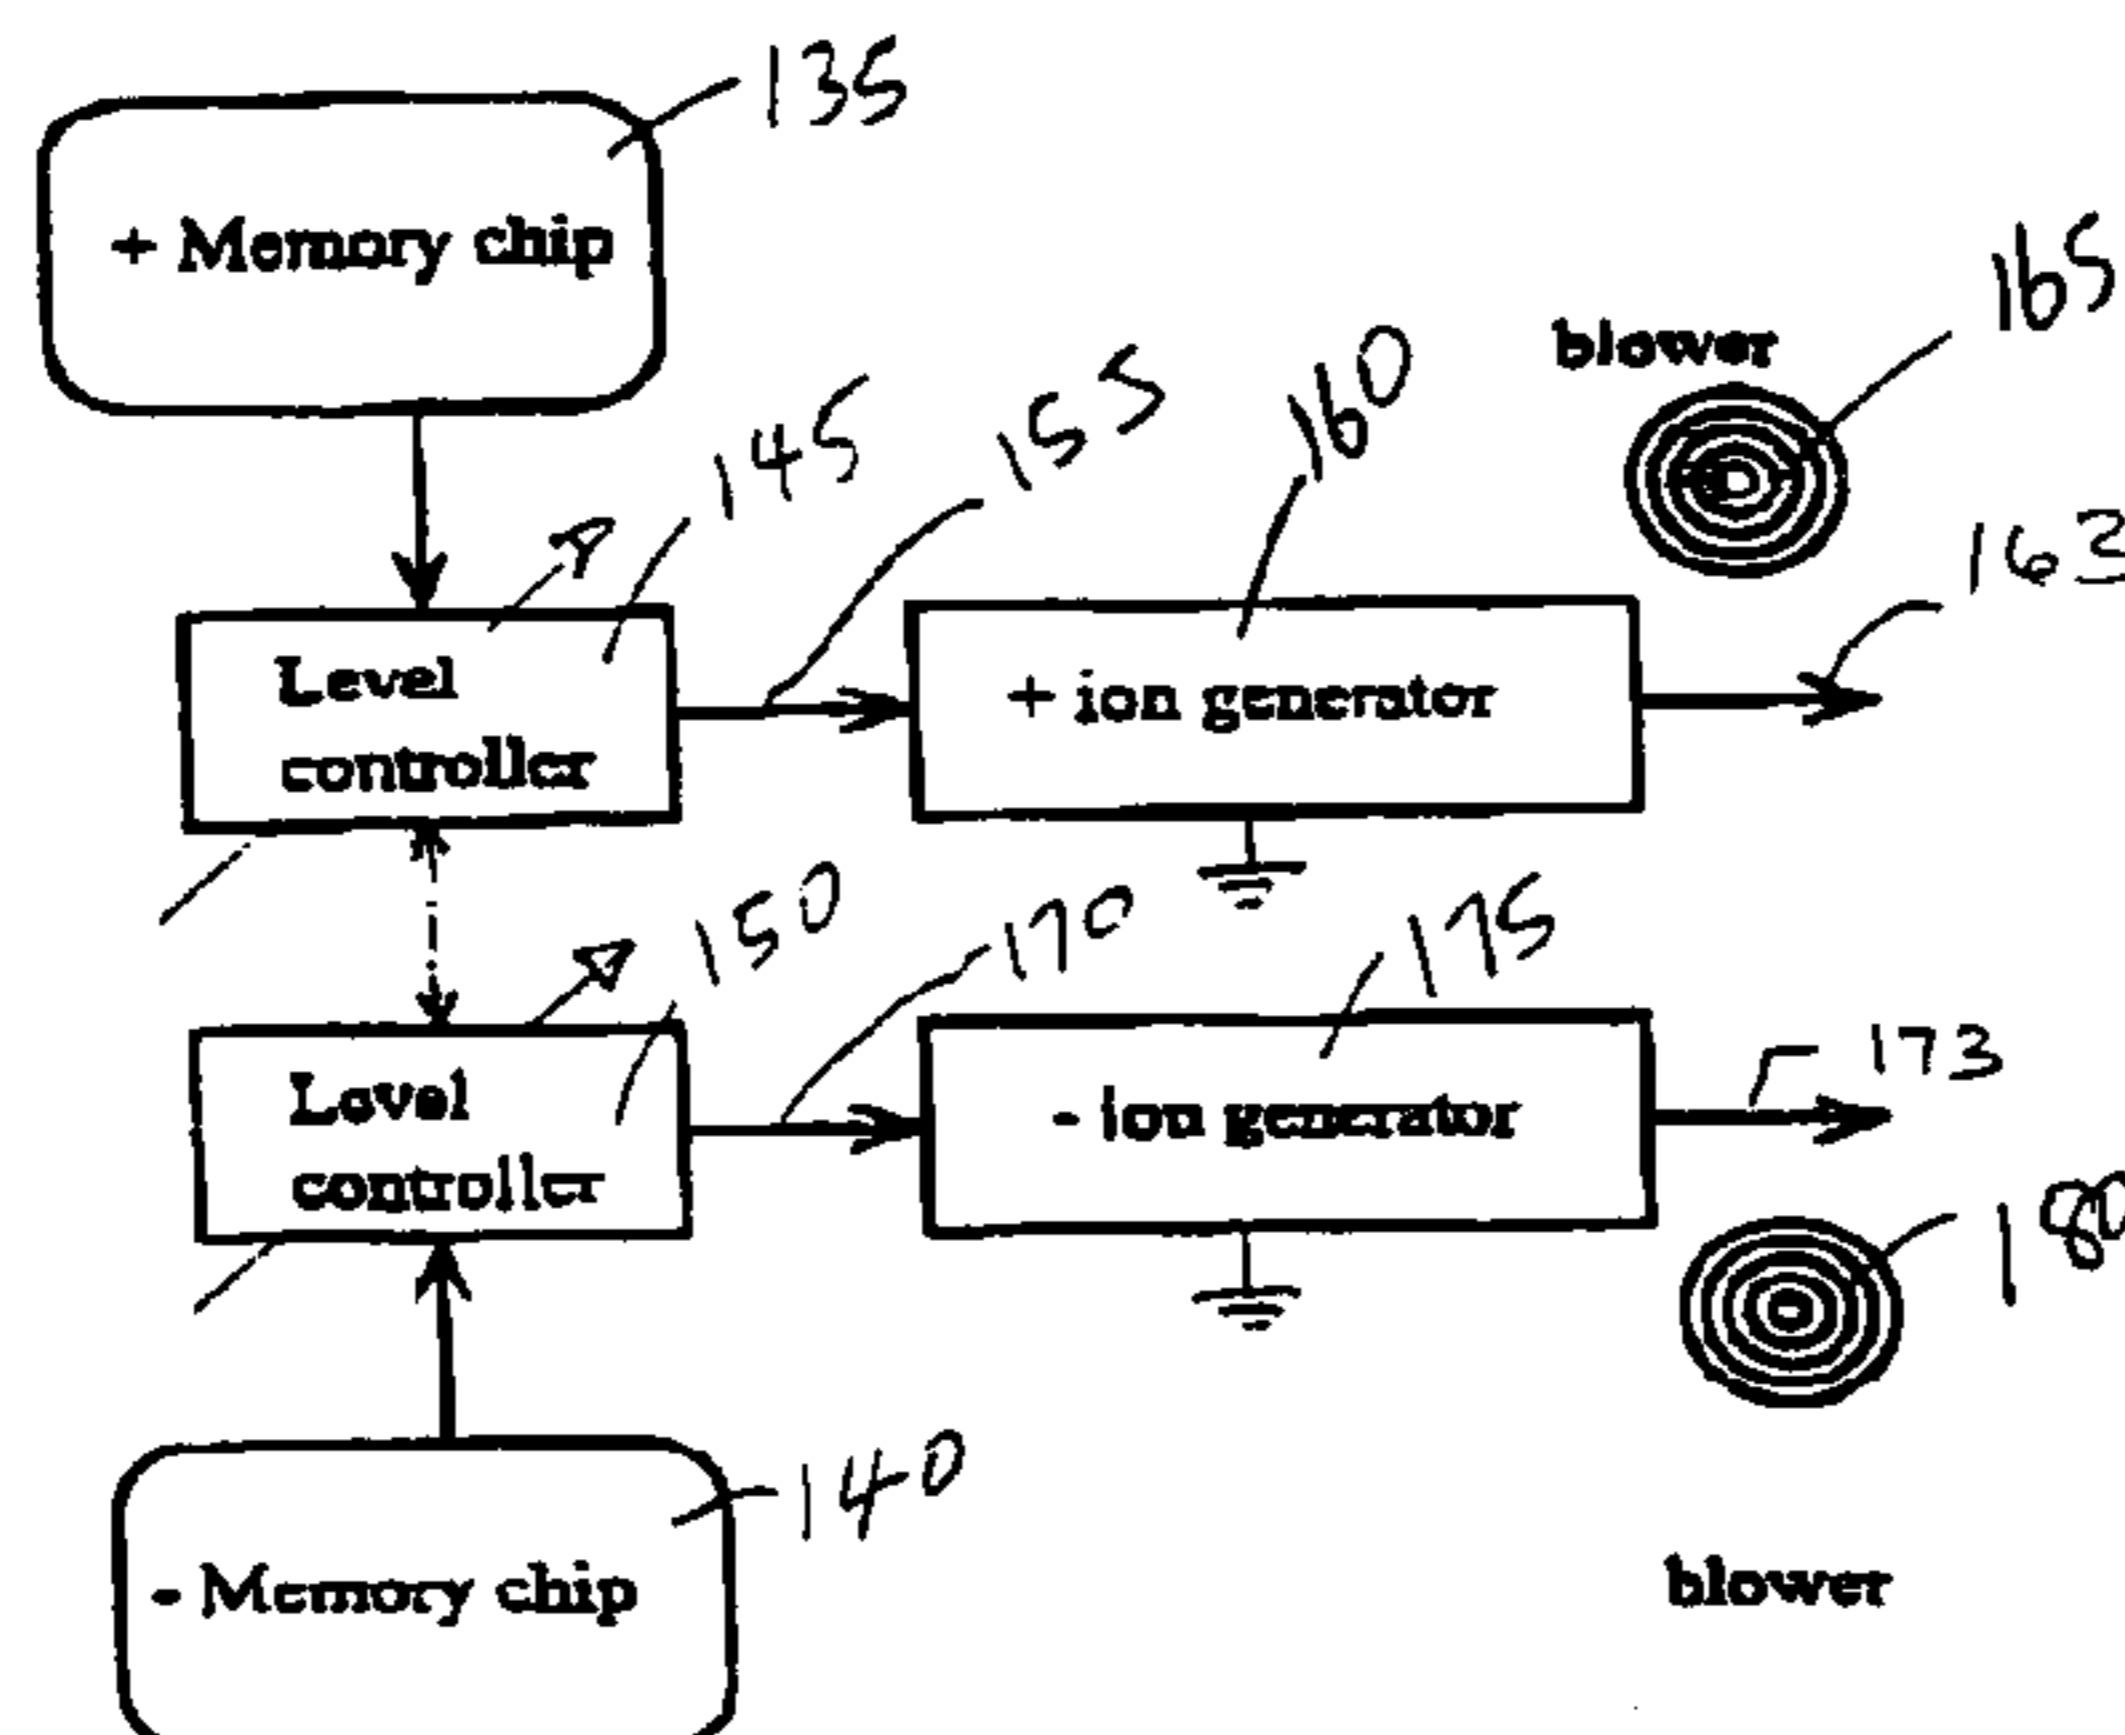 135
+ Memory chip
165
blower
160
155
145
163
Level
controller
+ ion generator
150
170
175
173
Level
controller
- ion generator
180
140
- Memory chip
blower